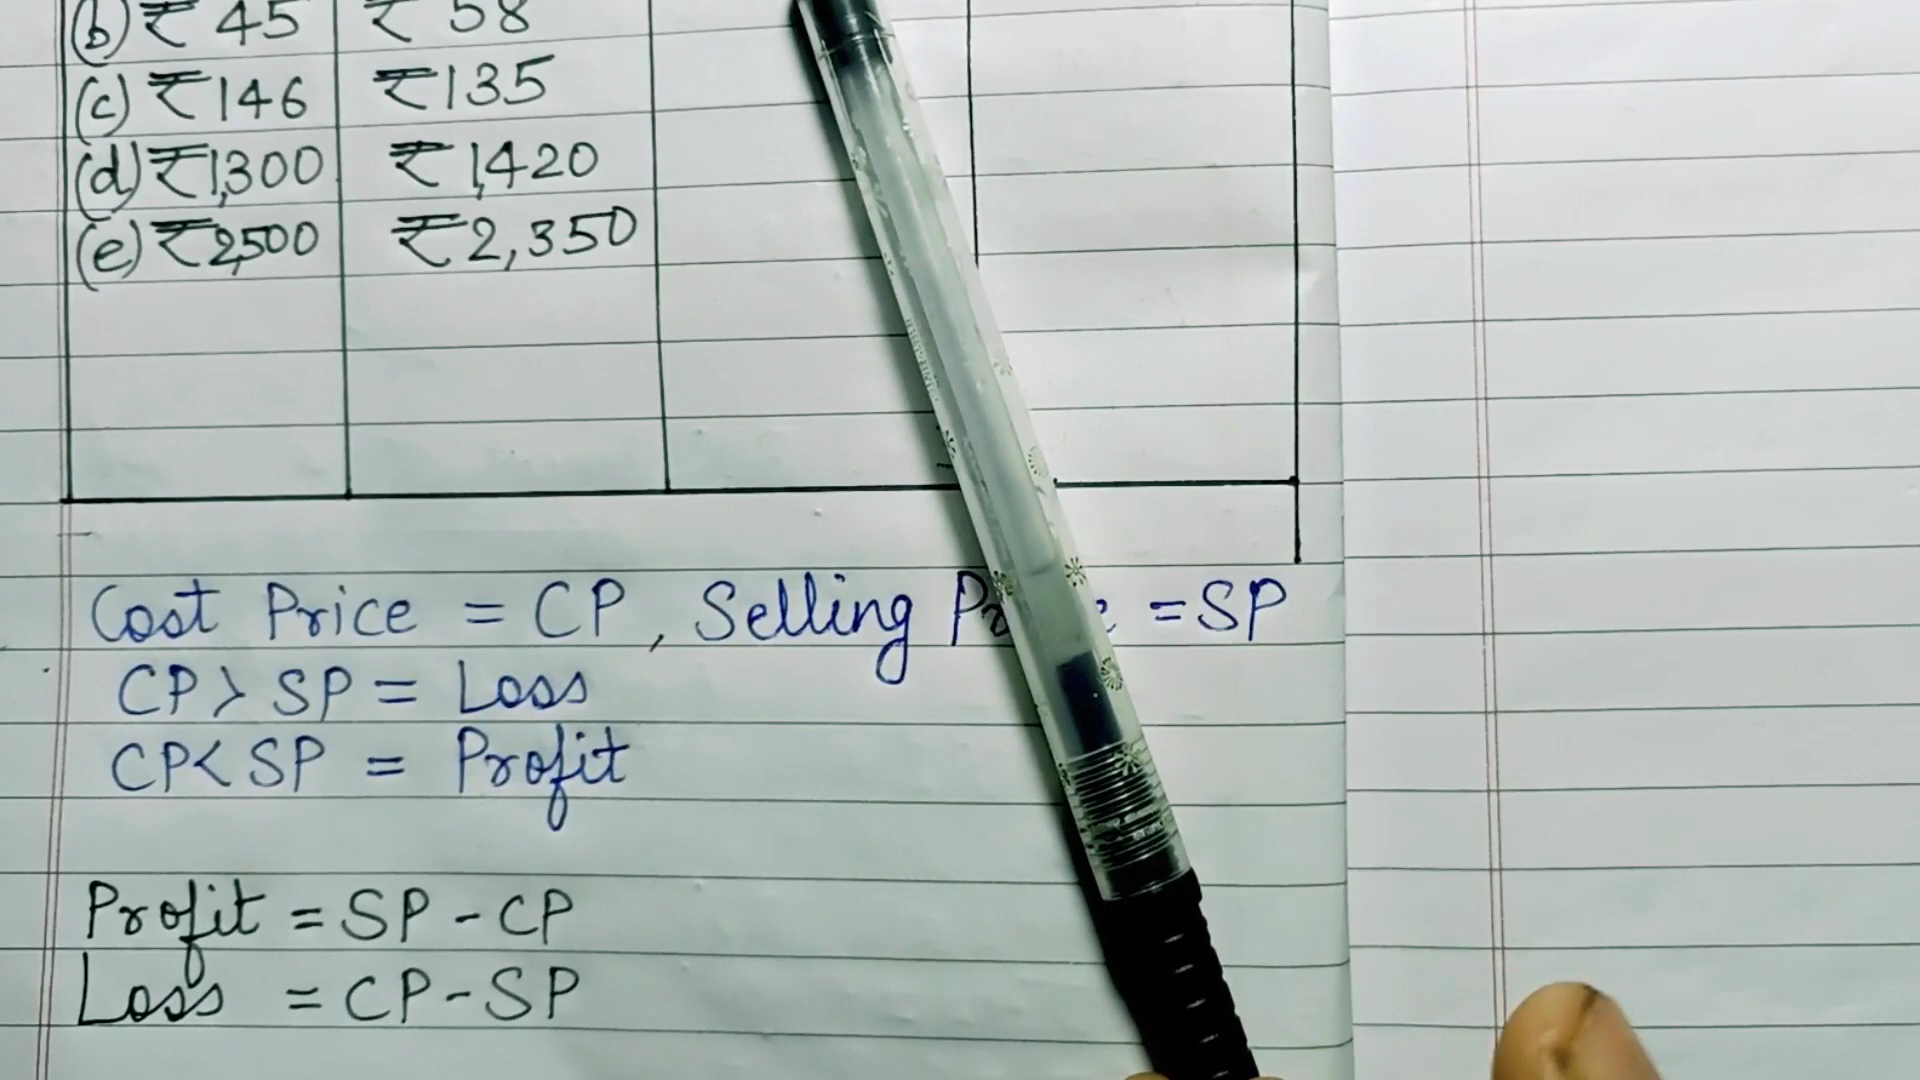 (b) ₹ 45 ₹ 58
(c) ₹146 ₹135
(d) ₹1,300 ₹1,420
(e) ₹2,500 ₹2,350
Cost Price = CP, Selling = SP
CP > SP = Loss
CP < SP = Profit
Profit = SP - CP
Loss = CP - SP